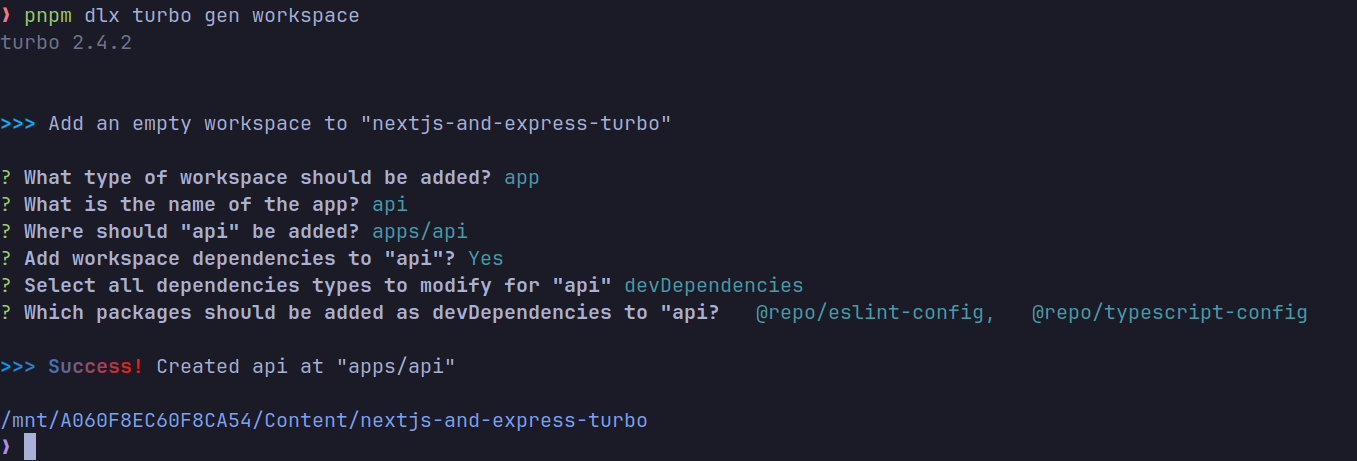 ❯ pnpm dlx turbo gen workspace
turbo 2.4.2
>>> Add an empty workspace to "nextjs-and-express-turbo"
? What type of workspace should be added? app
? What is the name of the app? api
? Where should "api" be added? apps/api
? Add workspace dependencies to "api"? Yes
? Select all dependencies types to modify for "api" devDependencies
? Which packages should be added as devDependencies to "api?   @repo/eslint-config,   @repo/typescript-config
>>> Success! Created api at "apps/api"
/mnt/A060F8EC60F8CA54/Content/nextjs-and-express-turbo
❯